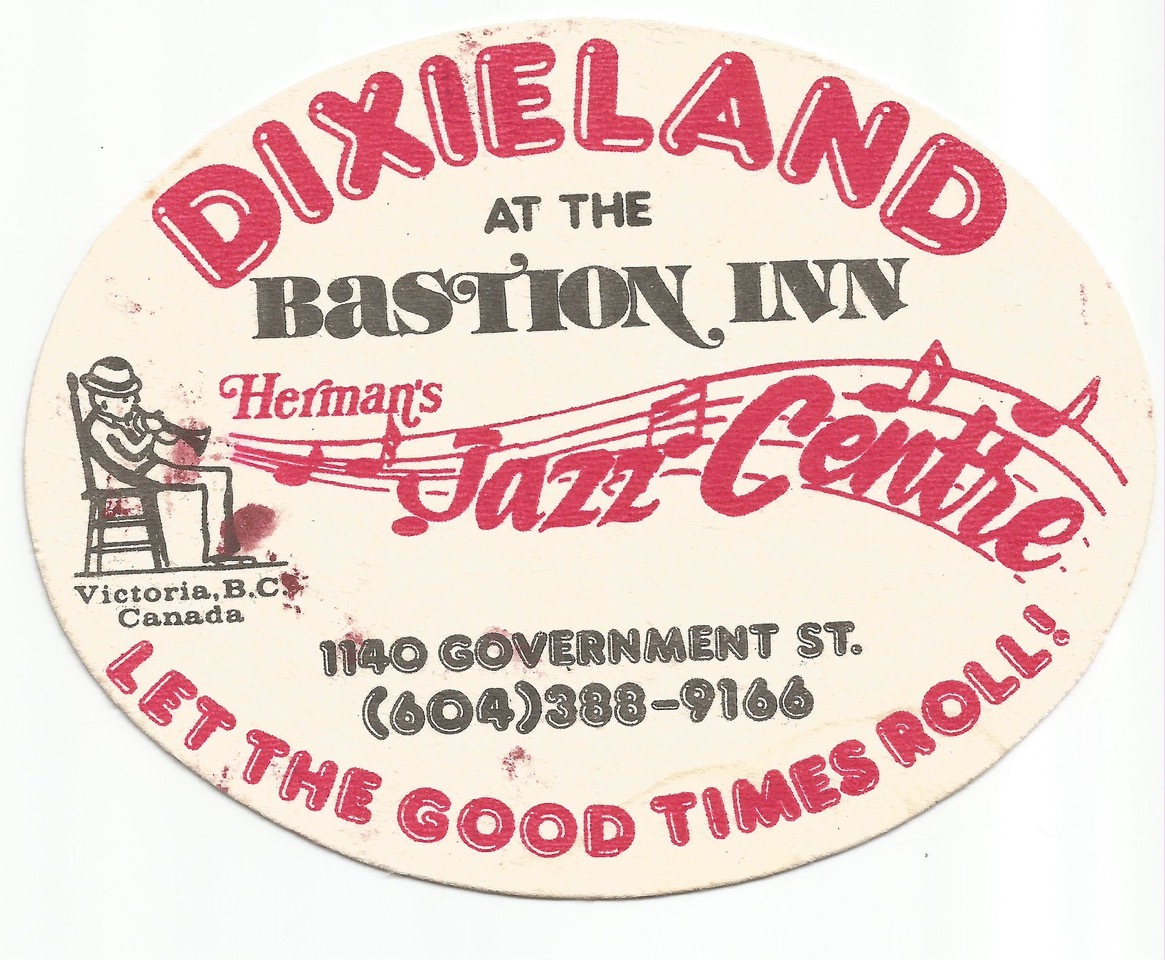 DIXIELAND
AT THE
BASTION INN
Herman's
Jazz Centre
Victoria, B.C.
Canada
1140 GOVERNMENT ST.
(604)388-9166
LET THE GOOD TIMES ROLL!